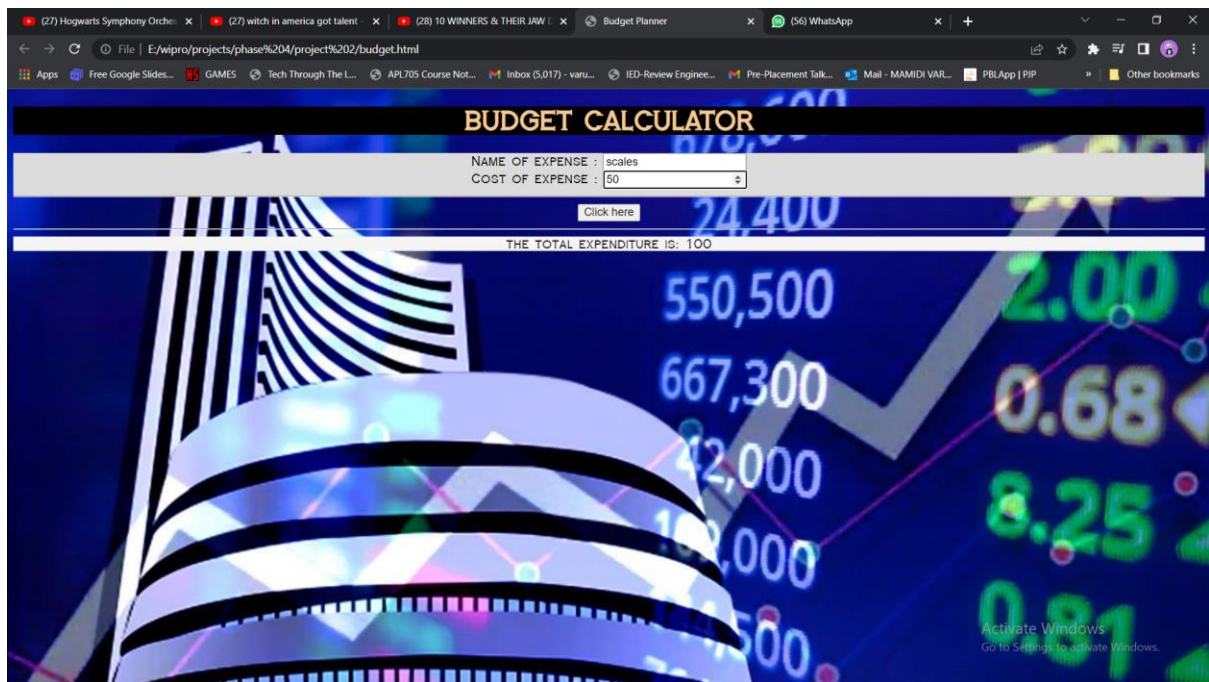 (27) Hogwarts Symphony Orches
(27) witch in america got talent -
(28) 10 WINNERS & THEIR JAW D
Budget Planner
(56) WhatsApp
File | E:/wipro/projects/phase%204/project%202/budget.html
Apps
Free Google Slides...
GAMES
Tech Through The L...
APL705 Course Not...
Inbox (5,017) - varu...
IED-Review Enginee...
Pre-Placement Talk...
Mail - MAMIDI VAR...
PBLApp | PJP
»
Other bookmarks
BUDGET CALCULATOR
NAME OF EXPENSE : scales
COST OF EXPENSE : 50
Click here
24,400
THE TOTAL EXPENDITURE IS: 100
550,500
2.00
667,300
0.68
42,000
8.25
,000
0.81
Activate Windows
Go to Settings to activate Windows.